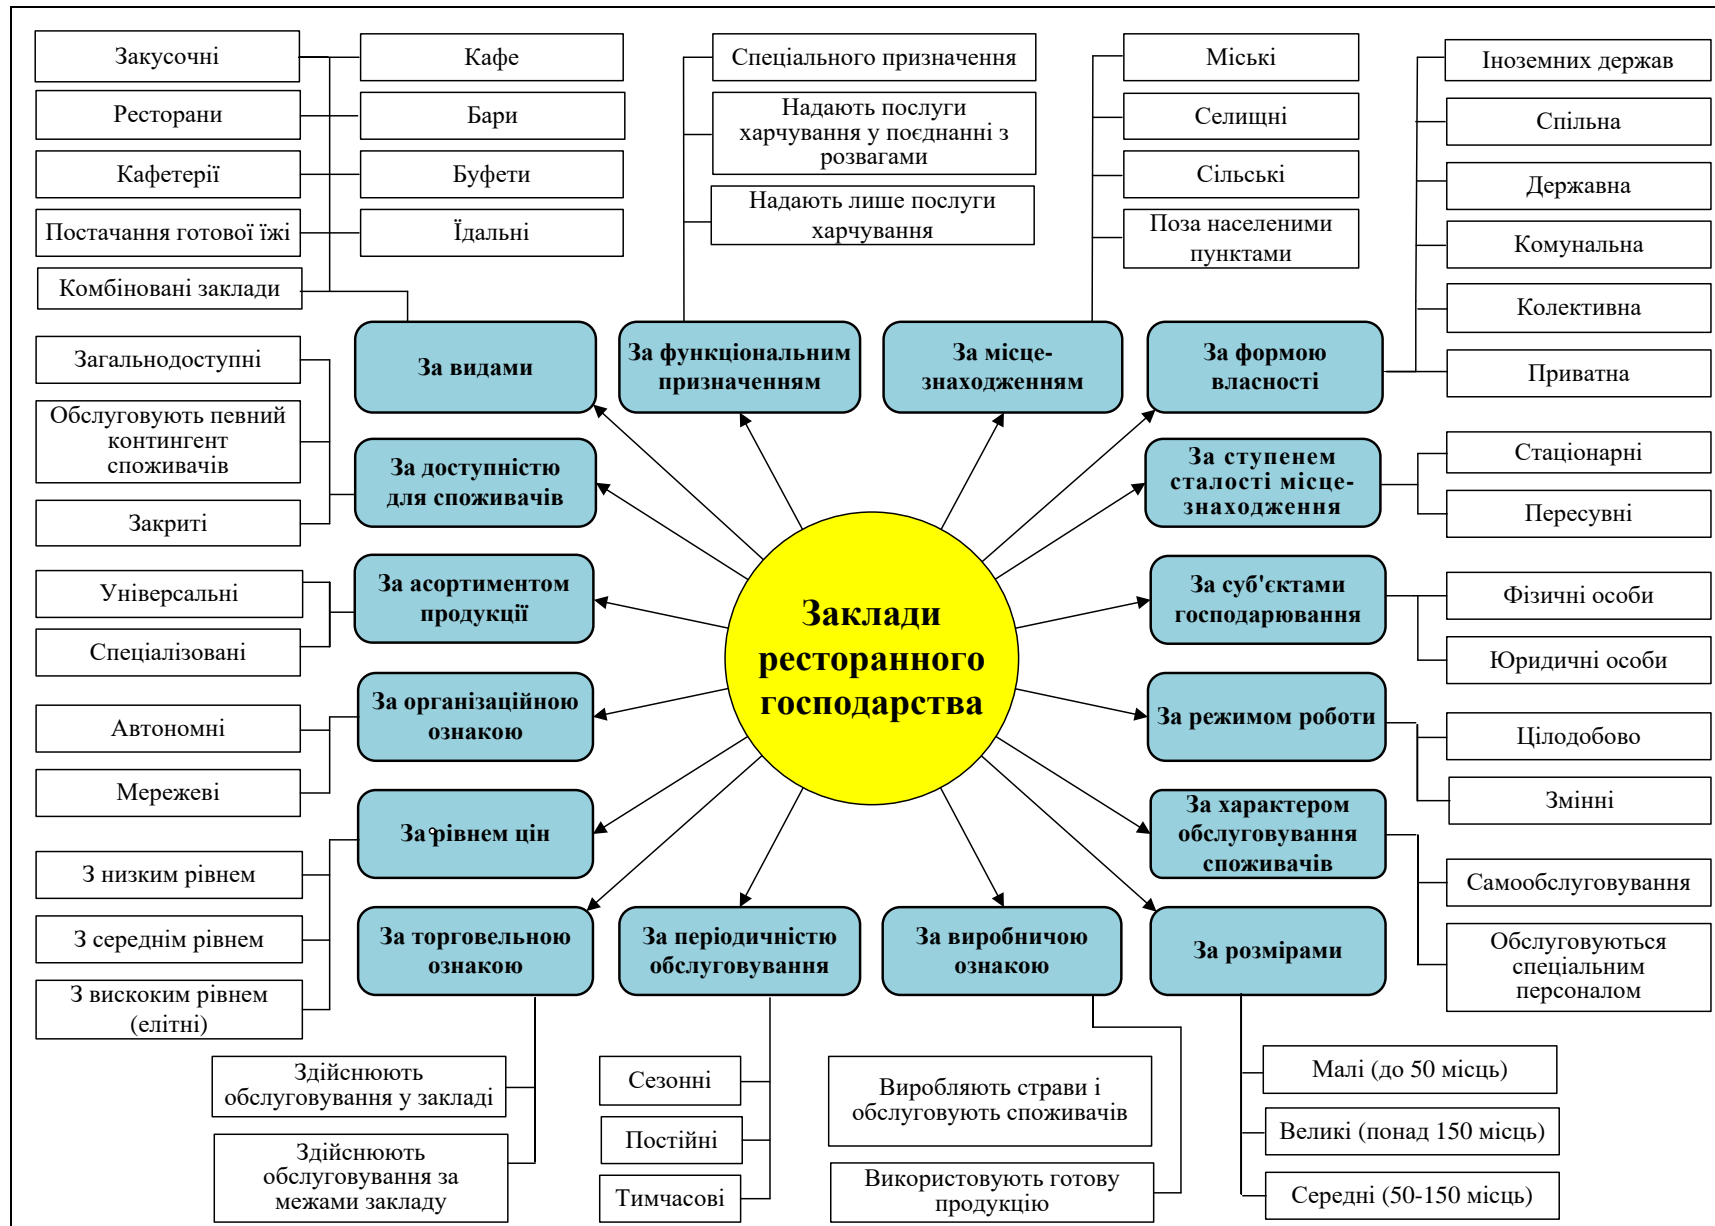 Закусочні
Кафе
Ресторани
Бари
Кафетерії
Буфети
Постачання готової їжі
Їдальні
Комбіновані заклади
За видами
Спеціального призначення
Надають послуги
харчування у поєднанні з
розвагами
Надають лише послуги
харчування
За функціональним
призначенням
Міські
Селищні
Сільські
Поза населеними
пунктами
За місце-
знаходженням
Іноземних держав
Спільна
Державна
Комунальна
Колективна
Приватна
За формою
власності
Загальнодоступні
Обслуговують певний
контингент
споживачів
Закриті
За доступністю
для споживачів
За ступенем
сталості місце-
знаходження
Стаціонарні
Пересувні
Універсальні
Спеціалізовані
За асортиментом
продукції
Заклади
ресторанного
господарства
За суб'єктами
господарювання
Фізичні особи
Юридичні особи
Автономні
Мережеві
За організаційною
ознакою
За режимом роботи
Цілодобово
Змінні
За рівнем цін
З низким рівнем
З середнім рівнем
З вискоким рівнем
(елітні)
За характером
обслуговування
споживачів
Самообслуговування
Обслуговуються
спеціальним
персоналом
За торговельною
ознакою
Здійснюють
обслуговування у закладі
Здійснюють
обслуговування за
межами закладу
За періодичністю
обслуговування
Сезонні
Постійні
Тимчасові
За виробничою
ознакою
Виробляють страви і
обслуговують споживачів
Використовують готову
продукцію
За розмірами
Малі (до 50 місць)
Великі (понад 150 місць)
Середні (50-150 місць)